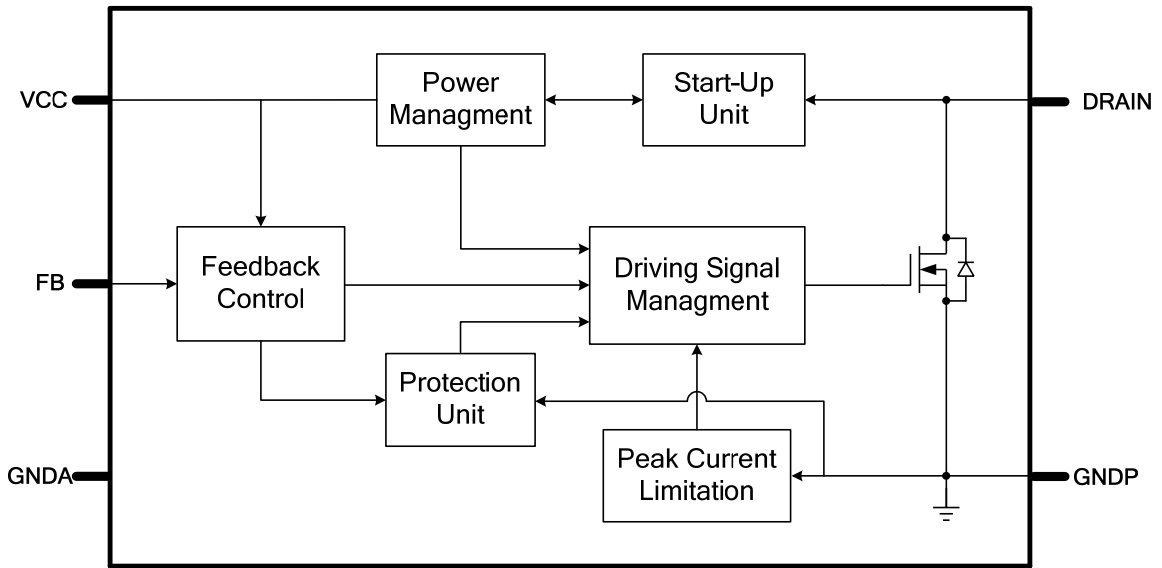 VCC
Power
Managment
Start-Up
Unit
DRAIN
FB
Feedback
Control
Driving Signal
Managment
Protection
Unit
GNDA
Peak Current
Limitation
GNDP